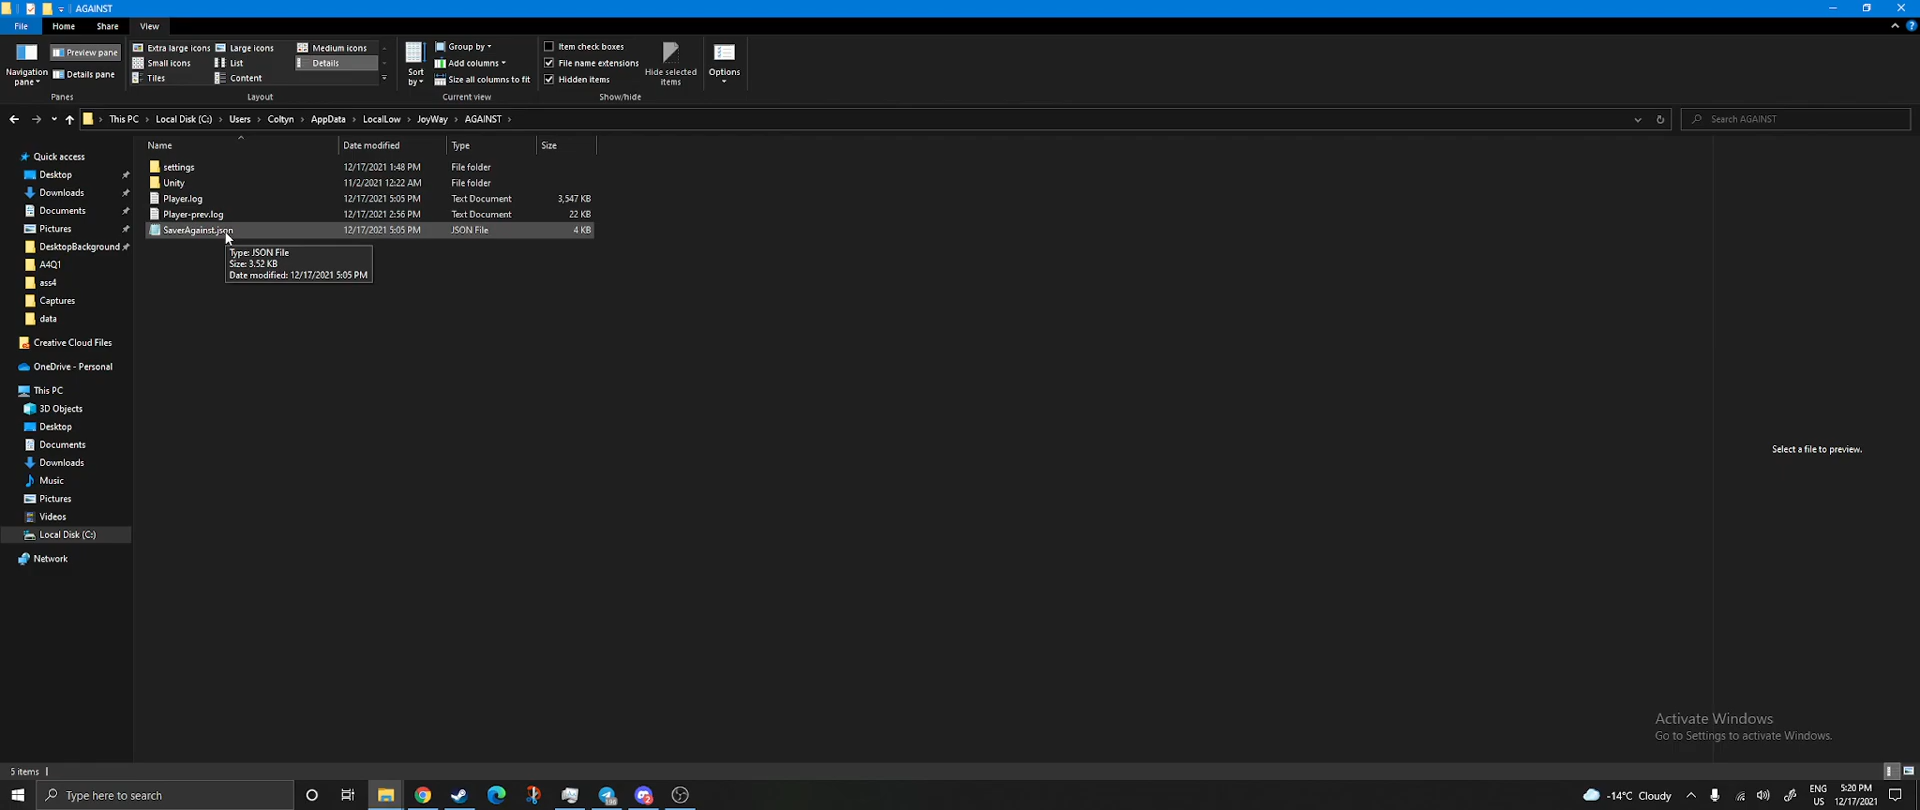 AGAINST
File Home Share View
Navigation pane
Preview pane
Details pane
Panes
Extra large icons Large icons Medium icons
Small icons List Details
Tiles Content
Layout
Sort by
Group by
Add columns
Size all columns to fit
Current view
Item check boxes
File name extensions
Hidden items
Hide selected items
Show/hide
Options
This PC > Local Disk (C:) > Users > Coltyn > AppData > LocalLow > JoyWay > AGAINST >
Search AGAINST
Name Date modified Type Size
settings 12/17/2021 1:48 PM File folder
Unity 11/2/2021 12:22 AM File folder
Player.log 12/17/2021 5:05 PM Text Document 3,547 KB
Player-prev.log 12/17/2021 2:56 PM Text Document 22 KB
SaverAgainst.json 12/17/2021 5:05 PM JSON File 4 KB
Type: JSON File
Size: 3.52 KB
Date modified: 12/17/2021 5:05 PM
Quick access
Desktop
Downloads
Documents
Pictures
DesktopBackground
A4Q1
ass4
Captures
data
Creative Cloud Files
OneDrive - Personal
This PC
3D Objects
Desktop
Documents
Downloads
Music
Pictures
Videos
Local Disk (C:)
Network
Select a file to preview.
Activate Windows
Go to Settings to activate Windows.
5 items
Type here to search
-14°C Cloudy
ENG
US
5:20 PM
12/17/2021